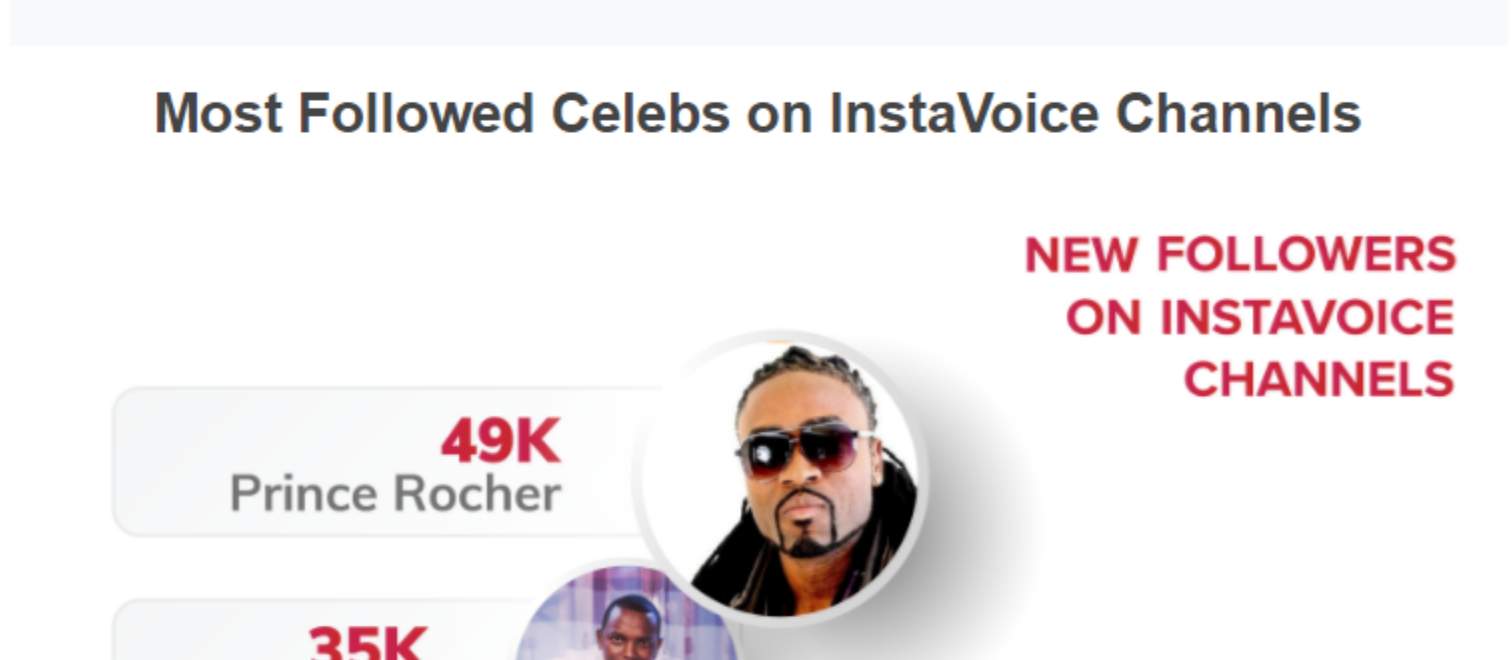 Most Followed Celebs on InstaVoice Channels
NEW FOLLOWERS
ON INSTAVOICE
CHANNELS
49K
Prince Rocher
35K